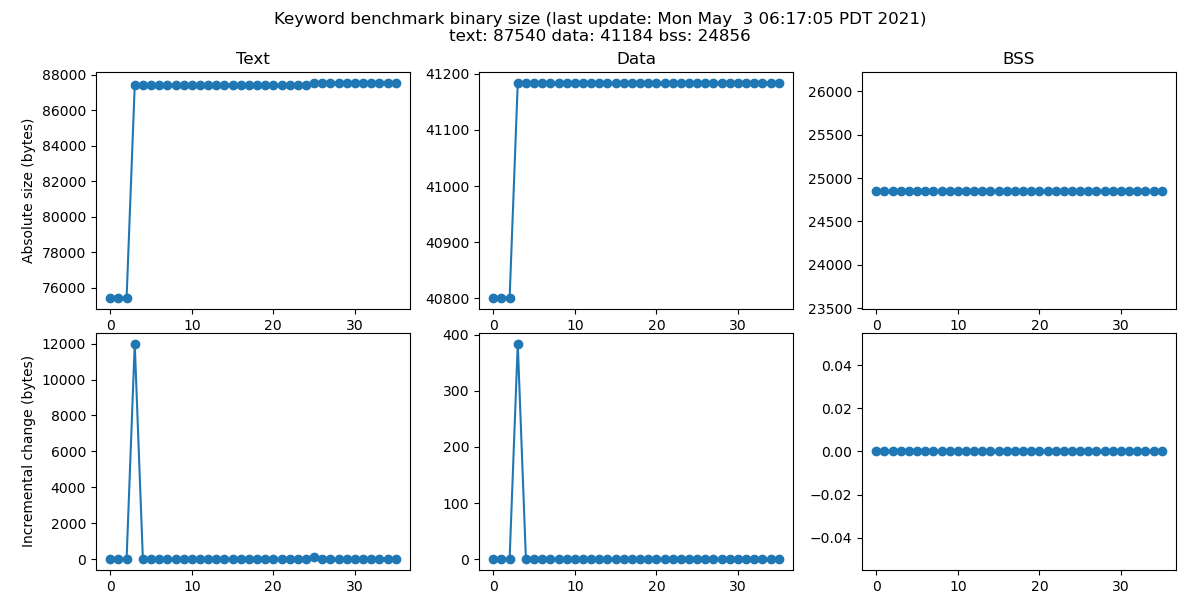 Keyword benchmark binary size (last update: Mon May  3 06:17:05 PDT 2021)
text: 87540 data: 41184 bss: 24856
Text
Data
BSS
Absolute size (bytes)
88000
86000
84000
82000
80000
78000
76000
0 10 20 30
41200
41100
41000
40900
40800
0 10 20 30
26000
25500
25000
24500
24000
23500
0 10 20 30
Incremental change (bytes)
12000
10000
8000
6000
4000
2000
0
0 10 20 30
400
300
200
100
0
0 10 20 30
0.04
0.02
0.00
−0.02
−0.04
0 10 20 30